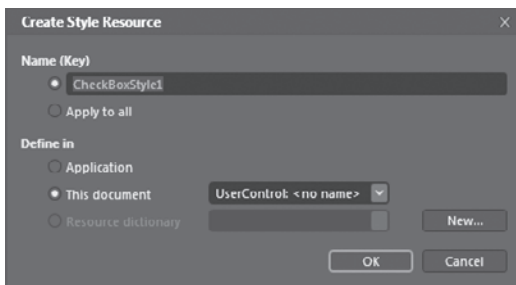 Create Style Resource
Name (Key)
CheckBoxStyle1
Apply to all
Define in
Application
This document UserControl: <no name>
Resource dictionary New...
OK Cancel